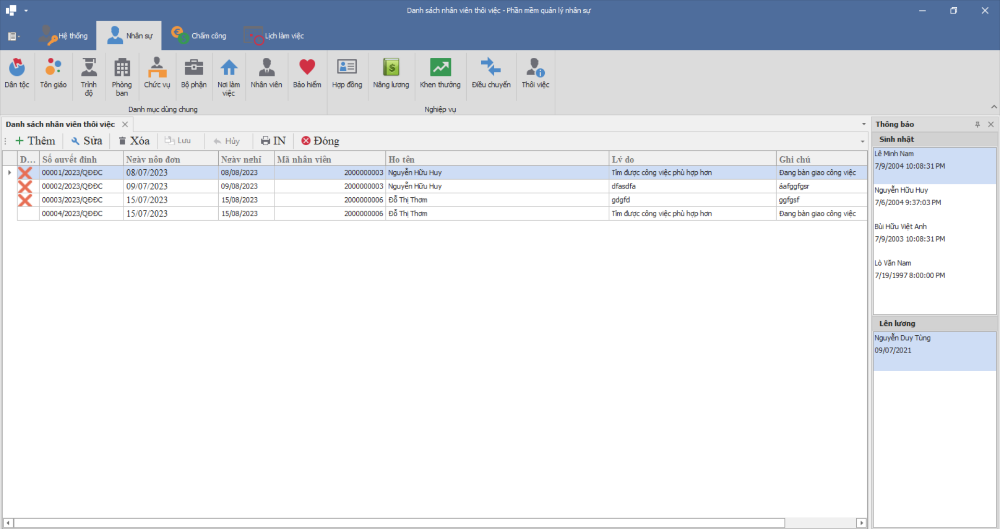 Danh sách nhân viên thôi việc - Phần mềm quản lý nhân sự
Hệ thống
Nhân sự
Chấm công
Lịch làm việc
Dân tộc
Tôn giáo
Trình độ
Phòng ban
Chức vụ
Bộ phận
Nơi làm việc
Nhân viên
Bảo hiểm
Hợp đồng
Nâng lương
Khen thưởng
Điều chuyển
Thôi việc
Danh mục dùng chung
Nghiệp vụ
Danh sách nhân viên thôi việc
Thêm
Sửa
Xóa
Lưu
Hủy
IN
Đóng
D... Số quyết định Ngày nộp đơn Ngày nghỉ Mã nhân viên Họ tên Lý do Ghi chú
00001/2023/QĐĐC 08/07/2023 08/08/2023 2000000003 Nguyễn Hữu Huy Tìm được công việc phù hợp hơn Đang bàn giao công việc
00002/2023/QĐĐC 09/07/2023 09/08/2023 2000000003 Nguyễn Hữu Huy dfasdfa áafggfgsr
00003/2023/QĐĐC 15/07/2023 15/08/2023 2000000006 Đỗ Thị Thơm gdgfd ggfgsf
00004/2023/QĐĐC 15/07/2023 15/08/2023 2000000006 Đỗ Thị Thơm Tìm được công việc phù hợp hơn Đang bàn giao công việc
Thông báo
Sinh nhật
Lê Minh Nam
7/9/2004 10:08:31 PM
Nguyễn Hữu Huy
7/6/2004 9:37:03 PM
Bùi Hữu Việt Anh
7/9/2003 10:08:31 PM
Lò Văn Nam
7/19/1997 8:00:00 PM
Lên lương
Nguyễn Duy Tùng
09/07/2021